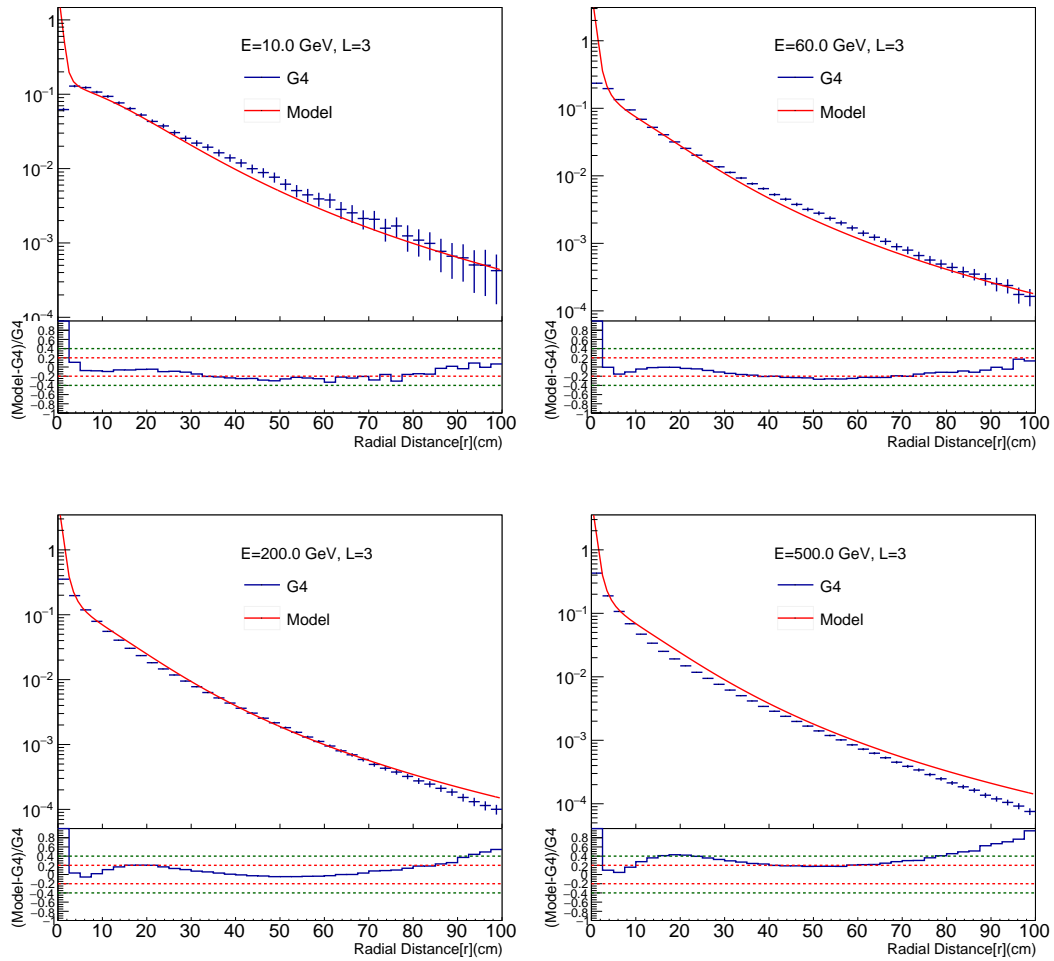 1
10⁻¹
10⁻²
10⁻³
10⁻⁴
E=10.0 GeV, L=3
G4
Model
(Model-G4)/G4
0.8
0.6
0.4
0.2
0
−0.2
−0.4
−0.6
−0.8
−1
0 10 20 30 40 50 60 70 80 90 100
Radial Distance[r](cm)
1
10⁻¹
10⁻²
10⁻³
10⁻⁴
E=60.0 GeV, L=3
G4
Model
(Model-G4)/G4
0.8
0.6
0.4
0.2
0
−0.2
−0.4
−0.6
−0.8
−1
0 10 20 30 40 50 60 70 80 90 100
Radial Distance[r](cm)
1
10⁻¹
10⁻²
10⁻³
10⁻⁴
E=200.0 GeV, L=3
G4
Model
(Model-G4)/G4
0.8
0.6
0.4
0.2
0
−0.2
−0.4
−0.6
−0.8
−1
0 10 20 30 40 50 60 70 80 90 100
Radial Distance[r](cm)
1
10⁻¹
10⁻²
10⁻³
10⁻⁴
E=500.0 GeV, L=3
G4
Model
(Model-G4)/G4
0.8
0.6
0.4
0.2
0
−0.2
−0.4
−0.6
−0.8
−1
0 10 20 30 40 50 60 70 80 90 100
Radial Distance[r](cm)